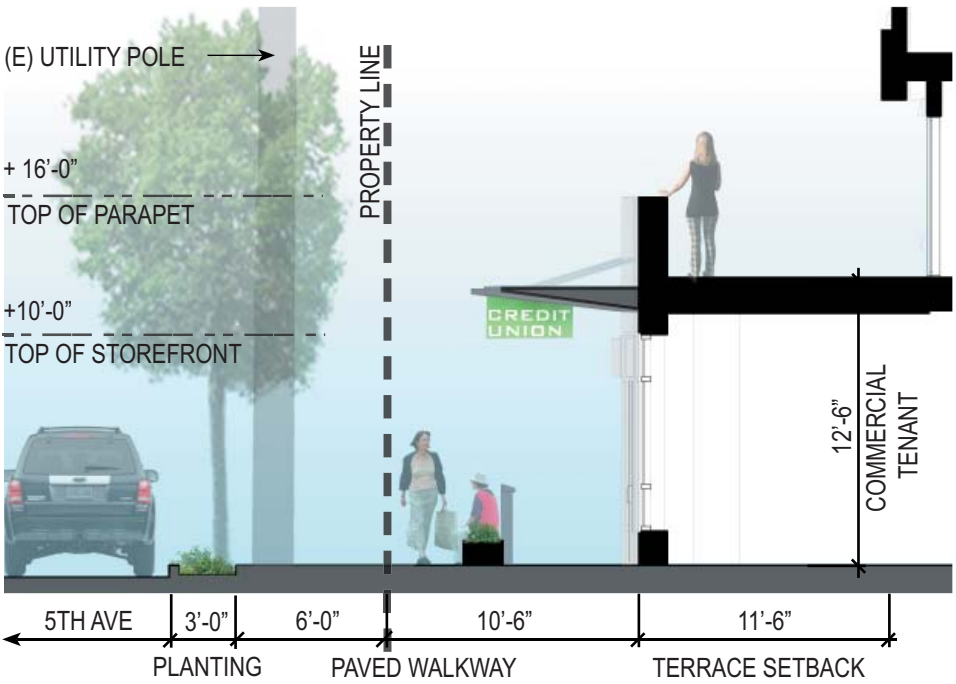 (E) UTILITY POLE
PROPERTY LINE
+ 16’-0”
TOP OF PARAPET
+10’-0”
TOP OF STOREFRONT
CREDIT
UNION
12’-6”
COMMERCIAL
TENANT
5TH AVE
3’-0”
6’-0”
10’-6”
11’-6”
PLANTING
PAVED WALKWAY
TERRACE SETBACK